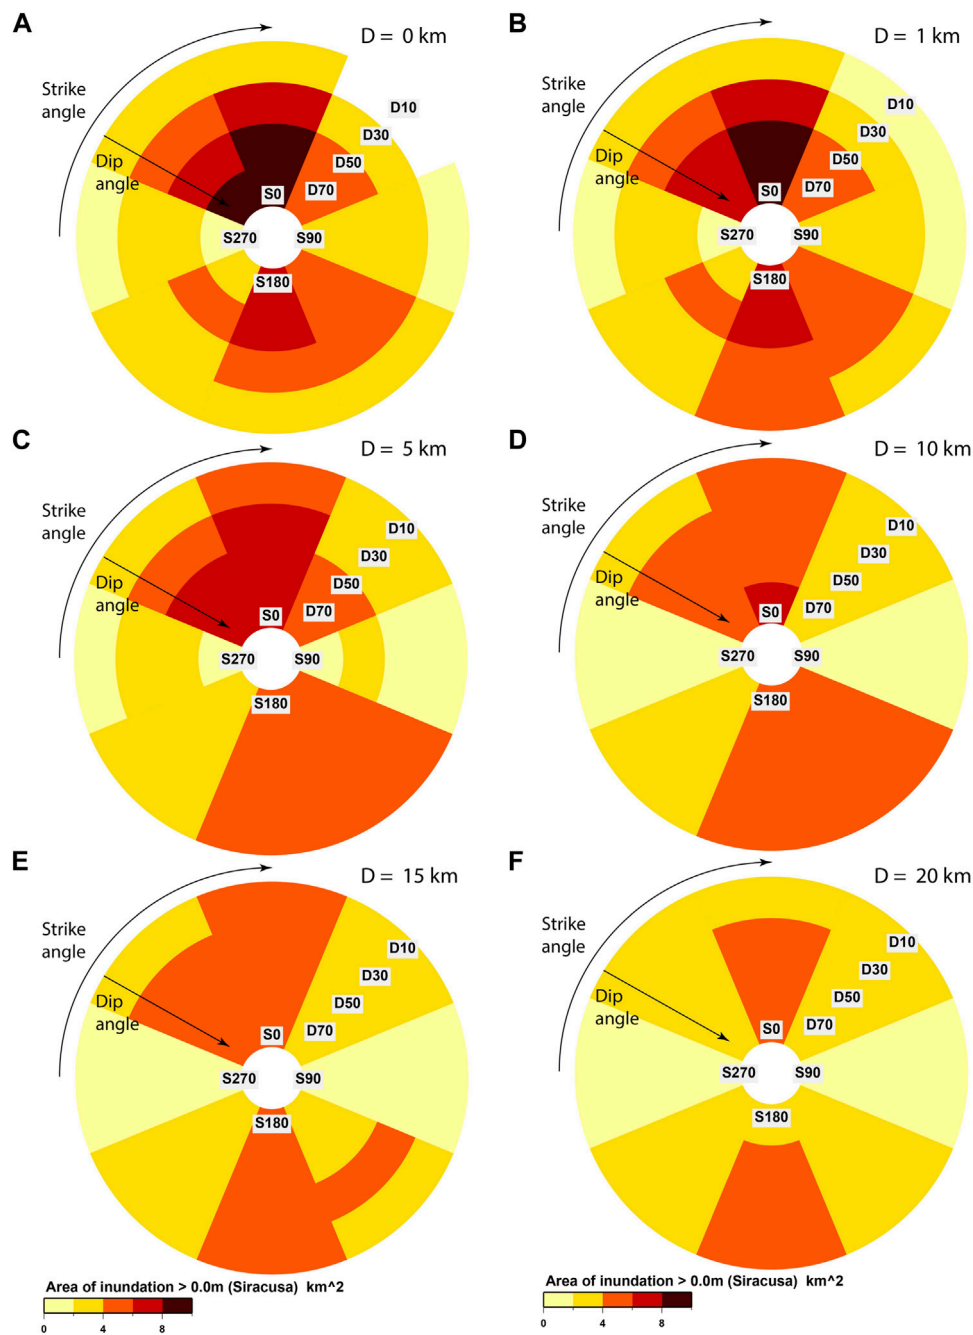 A
D = 0 km
Strike
angle
Dip
angle
D10
D30
D50
D70
S0
S270
S90
S180
B
D = 1 km
Strike
angle
Dip
angle
D10
D30
D50
D70
S0
S270
S90
S180
C
D = 5 km
Strike
angle
Dip
angle
D10
D30
D50
D70
S0
S270
S90
S180
D
D = 10 km
Strike
angle
Dip
angle
D10
D30
D50
D70
S0
S270
S90
S180
E
D = 15 km
Strike
angle
Dip
angle
D10
D30
D50
D70
S0
S270
S90
S180
F
D = 20 km
Strike
angle
Dip
angle
D10
D30
D50
D70
S0
S270
S90
S180
Area of inundation > 0.0m (Siracusa) km^2
0 4 8
Area of inundation > 0.0m (Siracusa) km^2
0 4 8